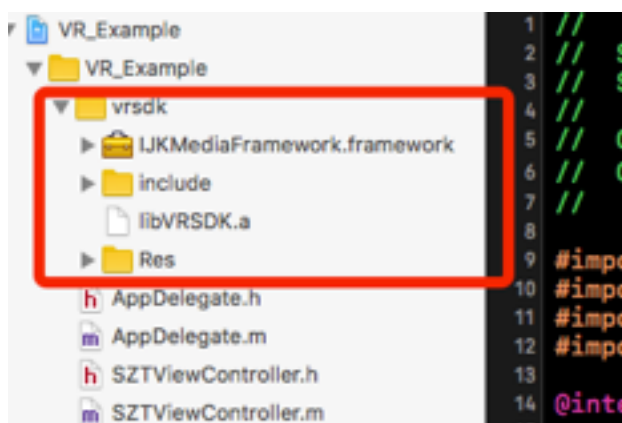 VR_Example
VR_Example
vrsdk
IJKMediaFramework.framework
include
libVRSDK.a
Res
h AppDelegate.h
m AppDelegate.m
h SZTViewController.h
m SZTViewController.m
1 //
2 // S
3 // S
4 //
5 // C
6 // C
7 //
8
9 #impo
10 #impo
11 #impo
12 #impo
13
14 @inte